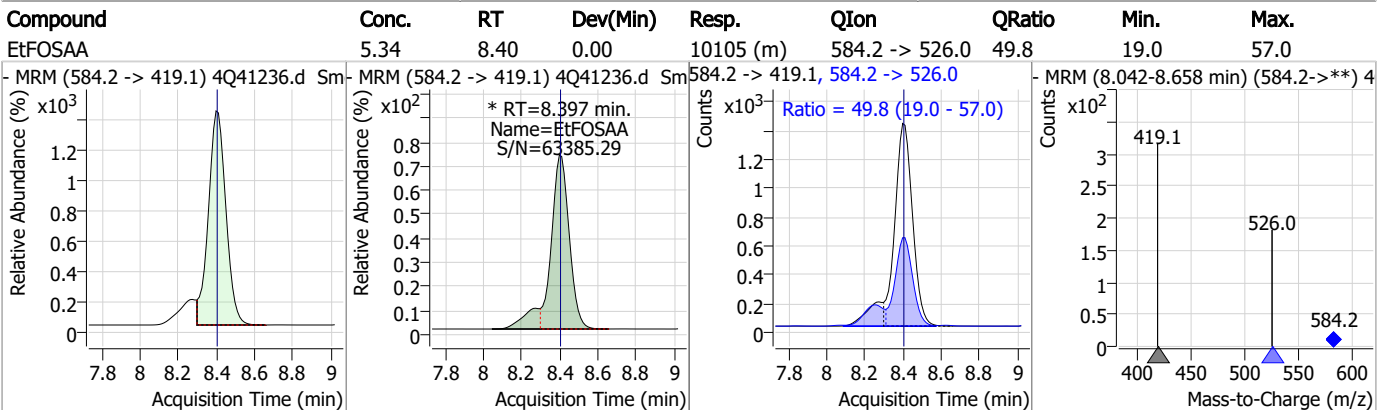 Compound Conc. RT Dev(Min) Resp. QIon QRatio Min. Max.
EtFOSAA 5.34 8.40 0.00 10105 (m) 584.2 -> 526.0 49.8 19.0 57.0
- MRM (584.2 -> 419.1) 4Q41236.d Sm
x10³
Relative Abundance (%)
1.2
1
0.8
0.6
0.4
0.2
0
7.8 8 8.2 8.4 8.6 8.8 9
Acquisition Time (min)
- MRM (584.2 -> 419.1) 4Q41236.d Sm
x10²
* RT=8.397 min.
Name=EtFOSAA
S/N=63385.29
Relative Abundance (%)
0.8
0.7
0.6
0.5
0.4
0.3
0.2
0.1
0
7.8 8 8.2 8.4 8.6 8.8 9
Acquisition Time (min)
584.2 -> 419.1, 584.2 -> 526.0
x10³
Ratio = 49.8 (19.0 - 57.0)
Counts
1.2
1
0.8
0.6
0.4
0.2
0
7.8 8 8.2 8.4 8.6 8.8 9
Acquisition Time (min)
- MRM (8.042-8.658 min) (584.2->**) 4
x10²
Counts
419.1
526.0
584.2
3
2.5
2
1.5
1
0.5
0
400 450 500 550 600
Mass-to-Charge (m/z)